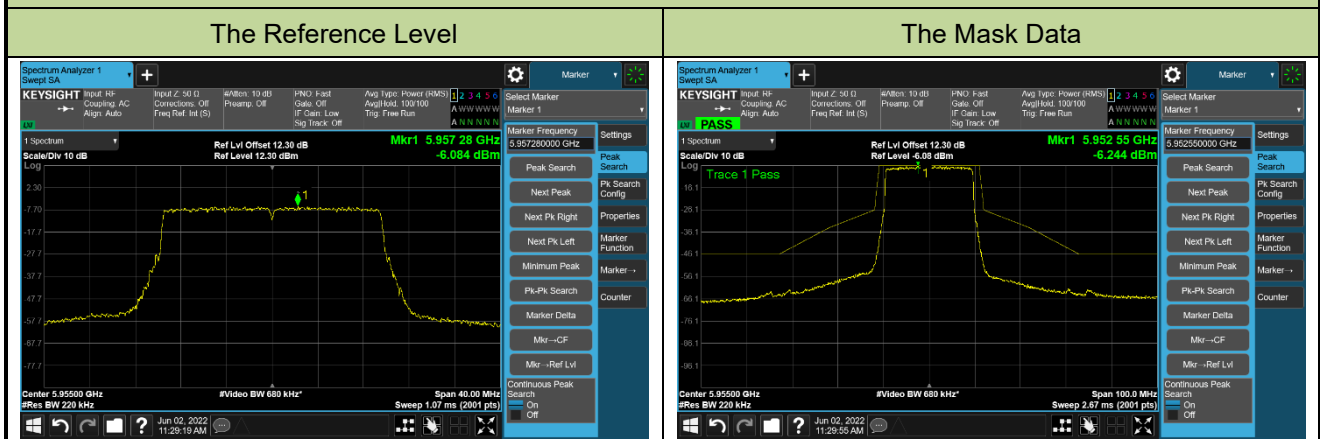 The Reference Level
The Mask Data
Spectrum Analyzer 1
Swept SA
Marker
KEYSIGHT
Input: RF
Coupling: AC
Align: Auto
Input Z: 50 Ω
Corrections: Off
Freq Ref: Int (S)
#Atten: 10 dB
Preamp: Off
PNO: Fast
Gate: Off
IF Gain: Low
Sig Track: Off
Avg Type: Power (RMS)
Avg|Hold: 100/100
Trig: Free Run
1 2 3 4 5 6
A W W W W W
A N N N N N
LV
1 Spectrum
Scale/Div 10 dB
Log
Ref Lvl Offset 12.30 dB
Ref Level 12.30 dBm
Mkr1 5.957 28 GHz
-6.084 dBm
2.30
-7.70
-17.7
-27.7
-37.7
-47.7
-57.7
-67.7
-77.7
1
Center 5.95500 GHz
#Res BW 220 kHz
#Video BW 680 kHz*
Span 40.00 MHz
Sweep 1.07 ms (2001 pts)
Select Marker
Marker 1
Marker Frequency
5.957280000 GHz
Peak Search
Next Peak
Next Pk Right
Next Pk Left
Minimum Peak
Pk-Pk Search
Marker Delta
Mkr→CF
Mkr→Ref Lvl
Continuous Peak
Search
On
Off
Settings
Peak
Search
Pk Search
Config
Properties
Marker
Function
Marker→
Counter
Jun 02, 2022
11:29:19 AM
Spectrum Analyzer 1
Swept SA
Marker
KEYSIGHT
Input: RF
Coupling: AC
Align: Auto
Input Z: 50 Ω
Corrections: Off
Freq Ref: Int (S)
#Atten: 10 dB
Preamp: Off
PNO: Fast
Gate: Off
IF Gain: Low
Sig Track: Off
Avg Type: Power (RMS)
Avg|Hold: 100/100
Trig: Free Run
1 2 3 4 5 6
A W W W W W
A N N N N N
LV PASS
1 Spectrum
Scale/Div 10 dB
Log
Ref Lvl Offset 12.30 dB
Ref Level -6.08 dBm
Mkr1 5.952 55 GHz
-6.244 dBm
Trace 1 Pass
1
-16.1
-26.1
-36.1
-46.1
-56.1
-66.1
-76.1
-86.1
-96.1
Center 5.95500 GHz
#Res BW 220 kHz
#Video BW 680 kHz*
Span 100.0 MHz
Sweep 2.67 ms (2001 pts)
Select Marker
Marker 1
Marker Frequency
5.952550000 GHz
Peak Search
Next Peak
Next Pk Right
Next Pk Left
Minimum Peak
Pk-Pk Search
Marker Delta
Mkr→CF
Mkr→Ref Lvl
Continuous Peak
Search
On
Off
Settings
Peak
Search
Pk Search
Config
Properties
Marker
Function
Marker→
Counter
Jun 02, 2022
11:29:55 AM